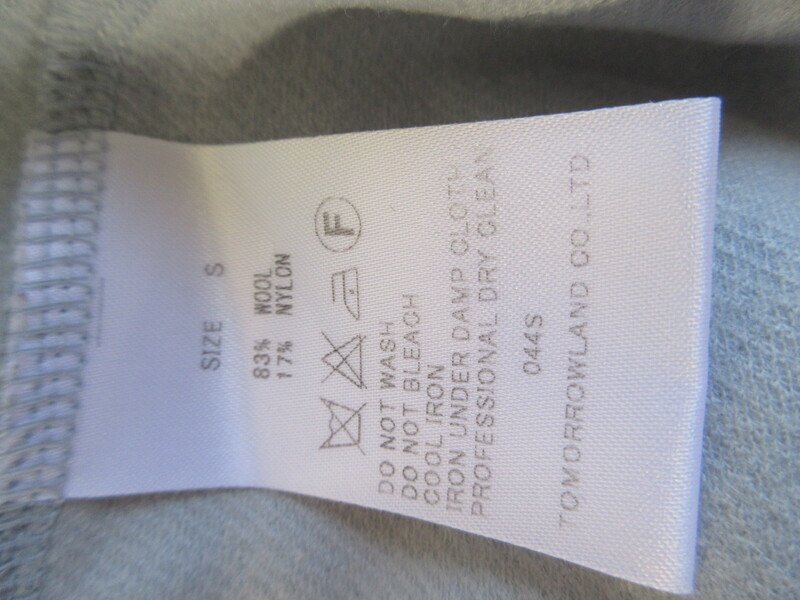 SIZE S
83% WOOL
17% NYLON
F
DO NOT WASH
DO NOT BLEACH
COOL IRON
IRON UNDER DAMP CLOTH
PROFESSIONAL DRY CLEAN
044S
TOMORROWLAND CO.,LTD